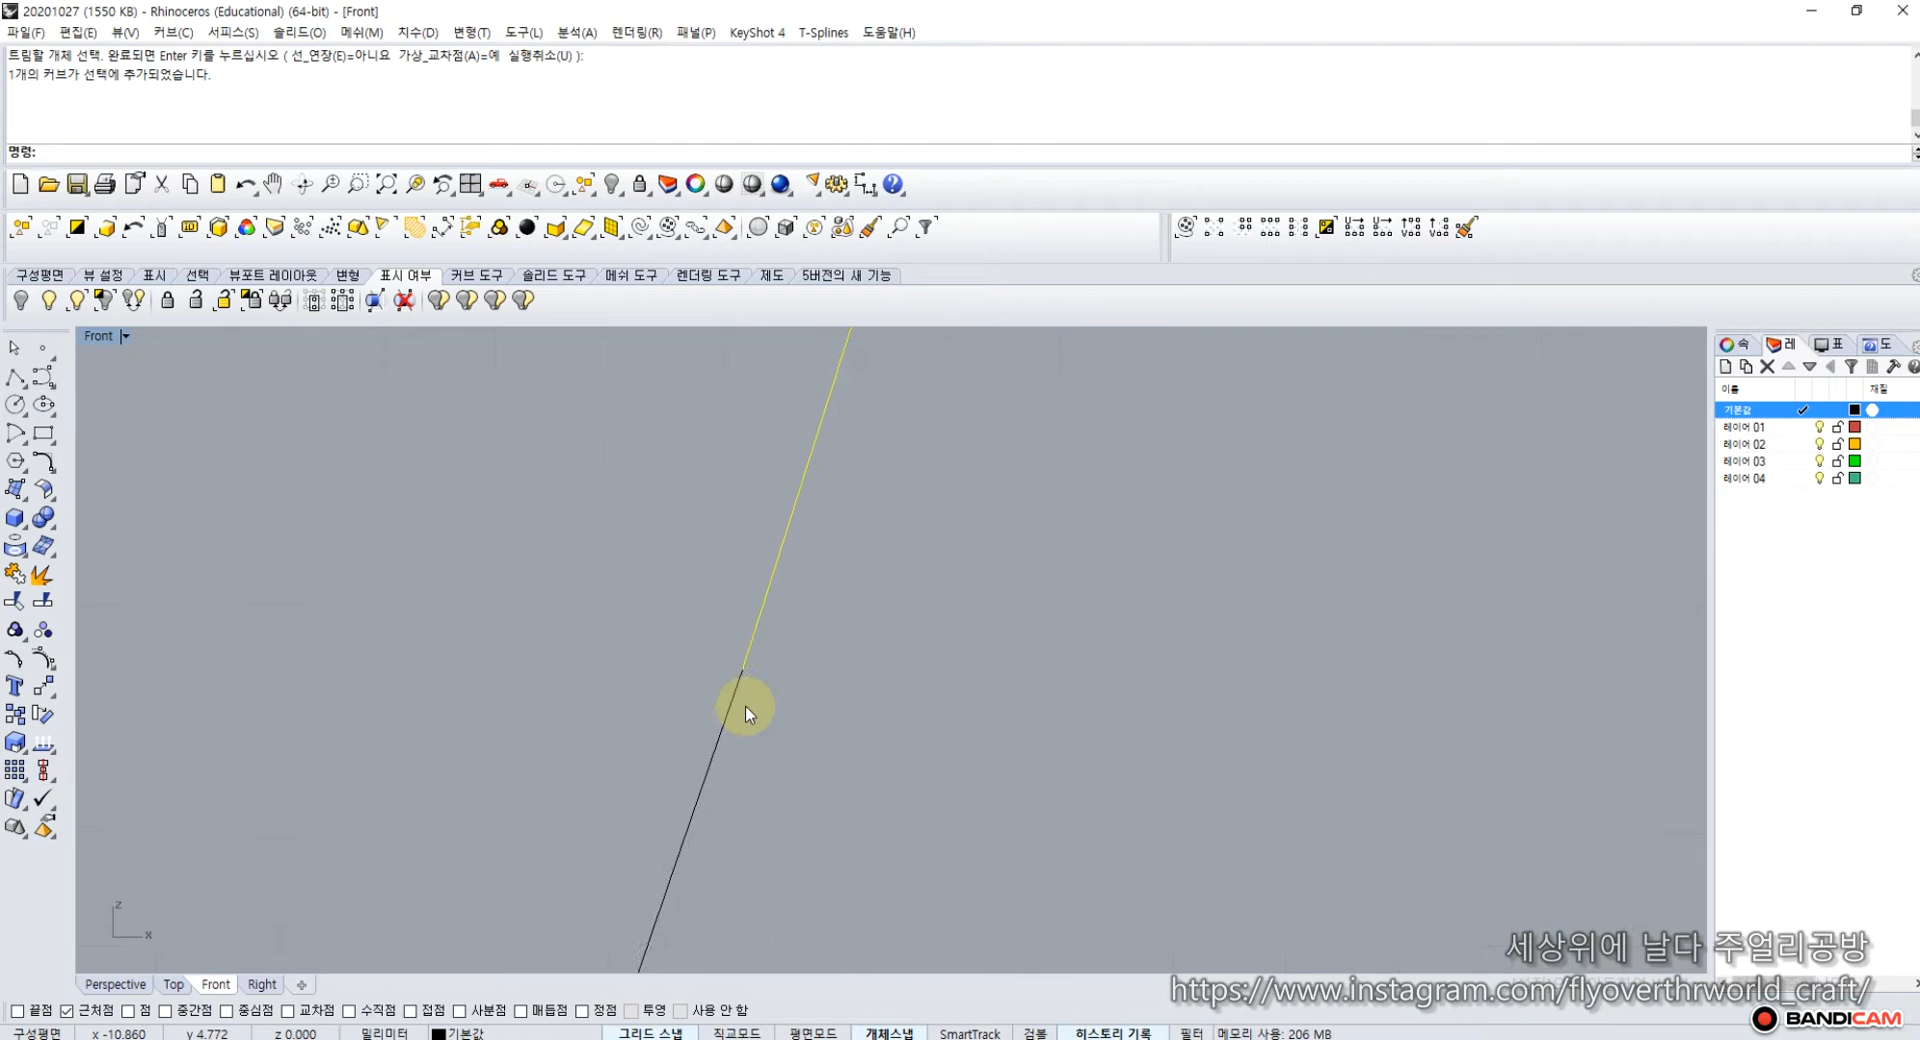 20201027 (1550 KB) - Rhinoceros (Educational) (64-bit) - [Front]
파일(F) 편집(E) 뷰(V) 커브(C) 서피스(S) 솔리드(O) 메쉬(M) 치수(D) 변형(T) 도구(L) 분석(A) 렌더링(R) 패널(P) KeyShot 4 T-Splines 도움말(H)
트림할 개체 선택. 완료되면 Enter 키를 누르십시오 ( 선_연장(E)=아니요 가상_교차점(A)=예 실행취소(U) ):
1개의 커브가 선택에 추가되었습니다.
명령:
구성평면 뷰 설정 표시 선택 뷰포트 레이아웃 변형 표시 여부 커브 도구 솔리드 도구 메쉬 도구 렌더링 도구 제도 5버전의 새 기능
Front
속 레 표 도
이름 재질
기본값
레이어 01
레이어 02
레이어 03
레이어 04
z
x
세상위에 날다 주얼리공방
https://www.instagram.com/flyoverthrworld_craft/
BANDICAM
Perspective Top Front Right
끝점 근처점 점 중간점 중심점 교차점 수직점 접점 사분점 매듭점 정점 투영 사용 안 함
구성평면 x -10.860 y 4.772 z 0.000 밀리미터 기본값 그리드 스냅 직교모드 평면모드 개체스냅 SmartTrack 검볼 히스토리 기록 필터 메모리 사용: 206 MB